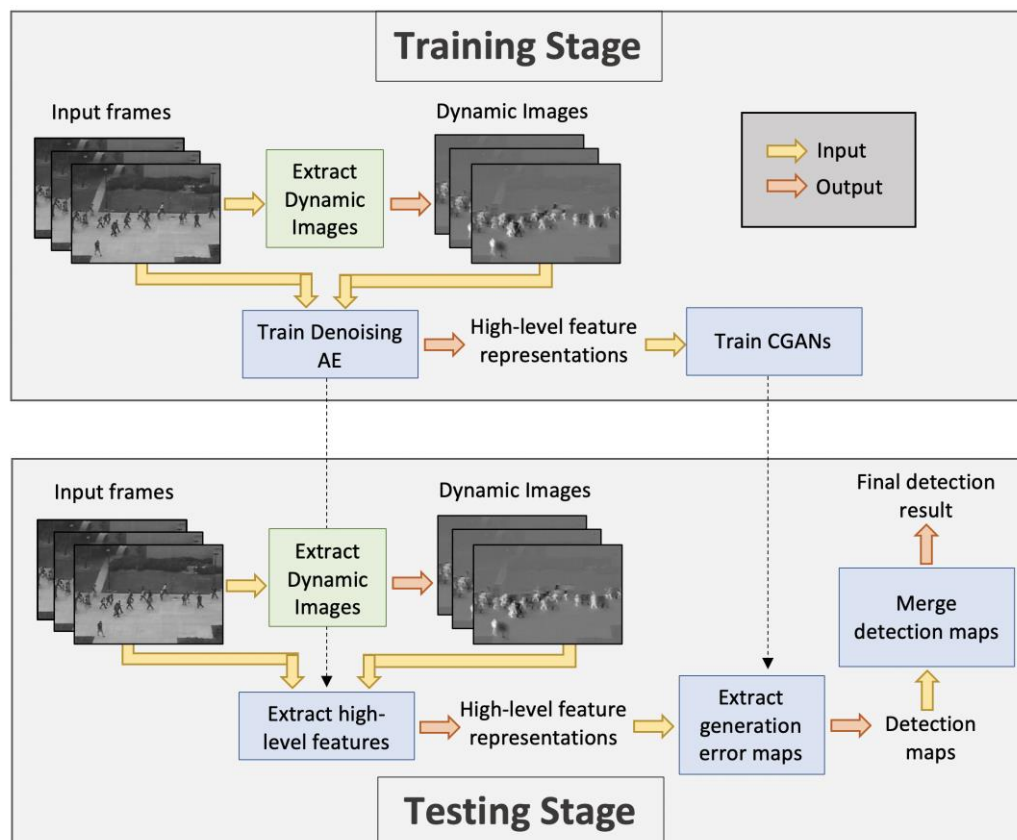 Training Stage
Input frames
Dynamic Images
Extract
Dynamic
Images
Input
Output
Train Denoising
AE
High-level feature
representations
Train CGANs
Input frames
Dynamic Images
Final detection
result
Extract
Dynamic
Images
Merge
detection maps
Extract high-
level features
High-level feature
representations
Extract
generation
error maps
Detection
maps
Testing Stage